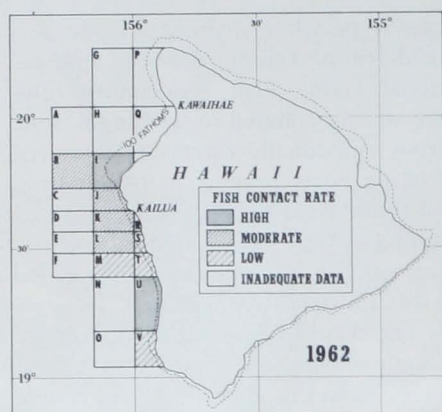 156° 30' 155°
G P
20°
A H Q
KAWAIHAE
100 FATHOMS
B I
HAWAII
C J
KAILUA
D K R
E L S
30'
F M T
N U
O V
19°
FISH CONTACT RATE
HIGH
MODERATE
LOW
INADEQUATE DATA
1962